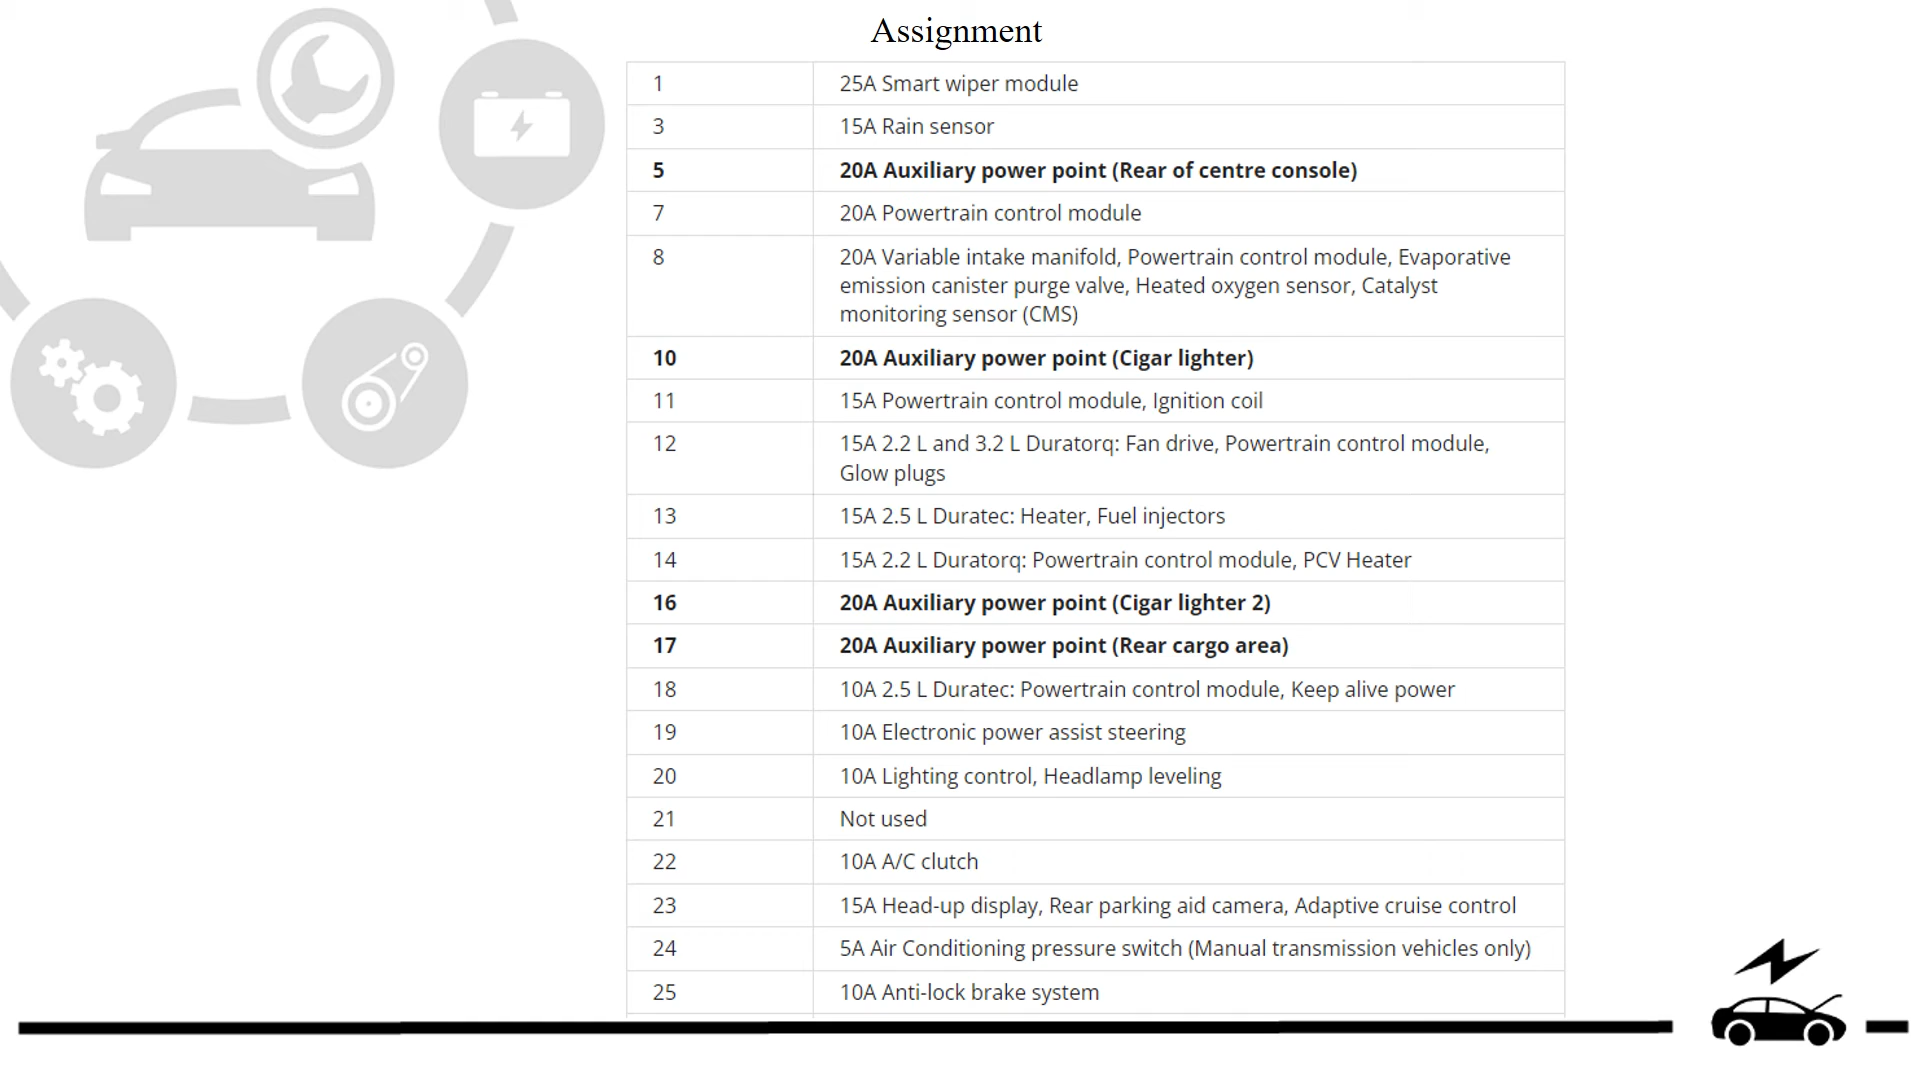 Assignment
1 25A Smart wiper module
3 15A Rain sensor
5 20A Auxiliary power point (Rear of centre console)
7 20A Powertrain control module
8 20A Variable intake manifold, Powertrain control module, Evaporative
emission canister purge valve, Heated oxygen sensor, Catalyst
monitoring sensor (CMS)
10 20A Auxiliary power point (Cigar lighter)
11 15A Powertrain control module, Ignition coil
12 15A 2.2 L and 3.2 L Duratorq: Fan drive, Powertrain control module,
Glow plugs
13 15A 2.5 L Duratec: Heater, Fuel injectors
14 15A 2.2 L Duratorq: Powertrain control module, PCV Heater
16 20A Auxiliary power point (Cigar lighter 2)
17 20A Auxiliary power point (Rear cargo area)
18 10A 2.5 L Duratec: Powertrain control module, Keep alive power
19 10A Electronic power assist steering
20 10A Lighting control, Headlamp leveling
21 Not used
22 10A A/C clutch
23 15A Head-up display, Rear parking aid camera, Adaptive cruise control
24 5A Air Conditioning pressure switch (Manual transmission vehicles only)
25 10A Anti-lock brake system